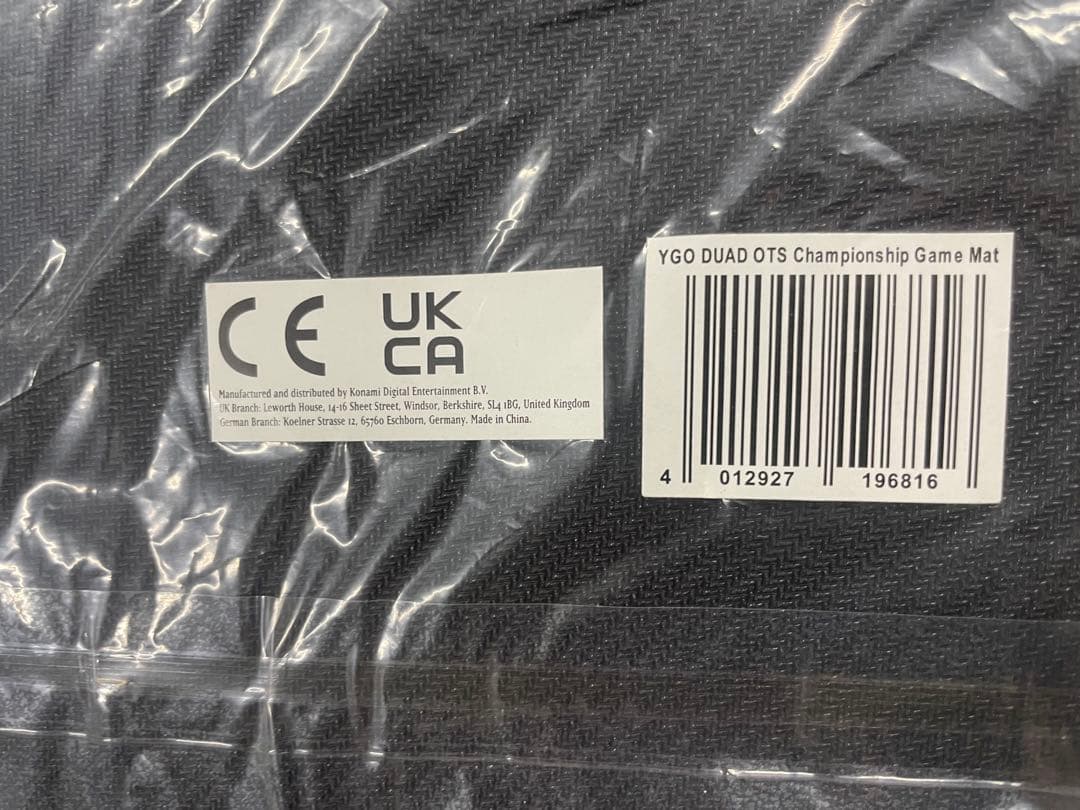 CE
UK
CA
Manufactured and distributed by Konami Digital Entertainment B.V.
UK Branch: Leworth House, 14-16 Sheet Street, Windsor, Berkshire, SL4 1BG, United Kingdom
German Branch: Koelner Strasse 12, 65760 Eschborn, Germany. Made in China.
YGO DUAD OTS Championship Game Mat
4 012927 196816